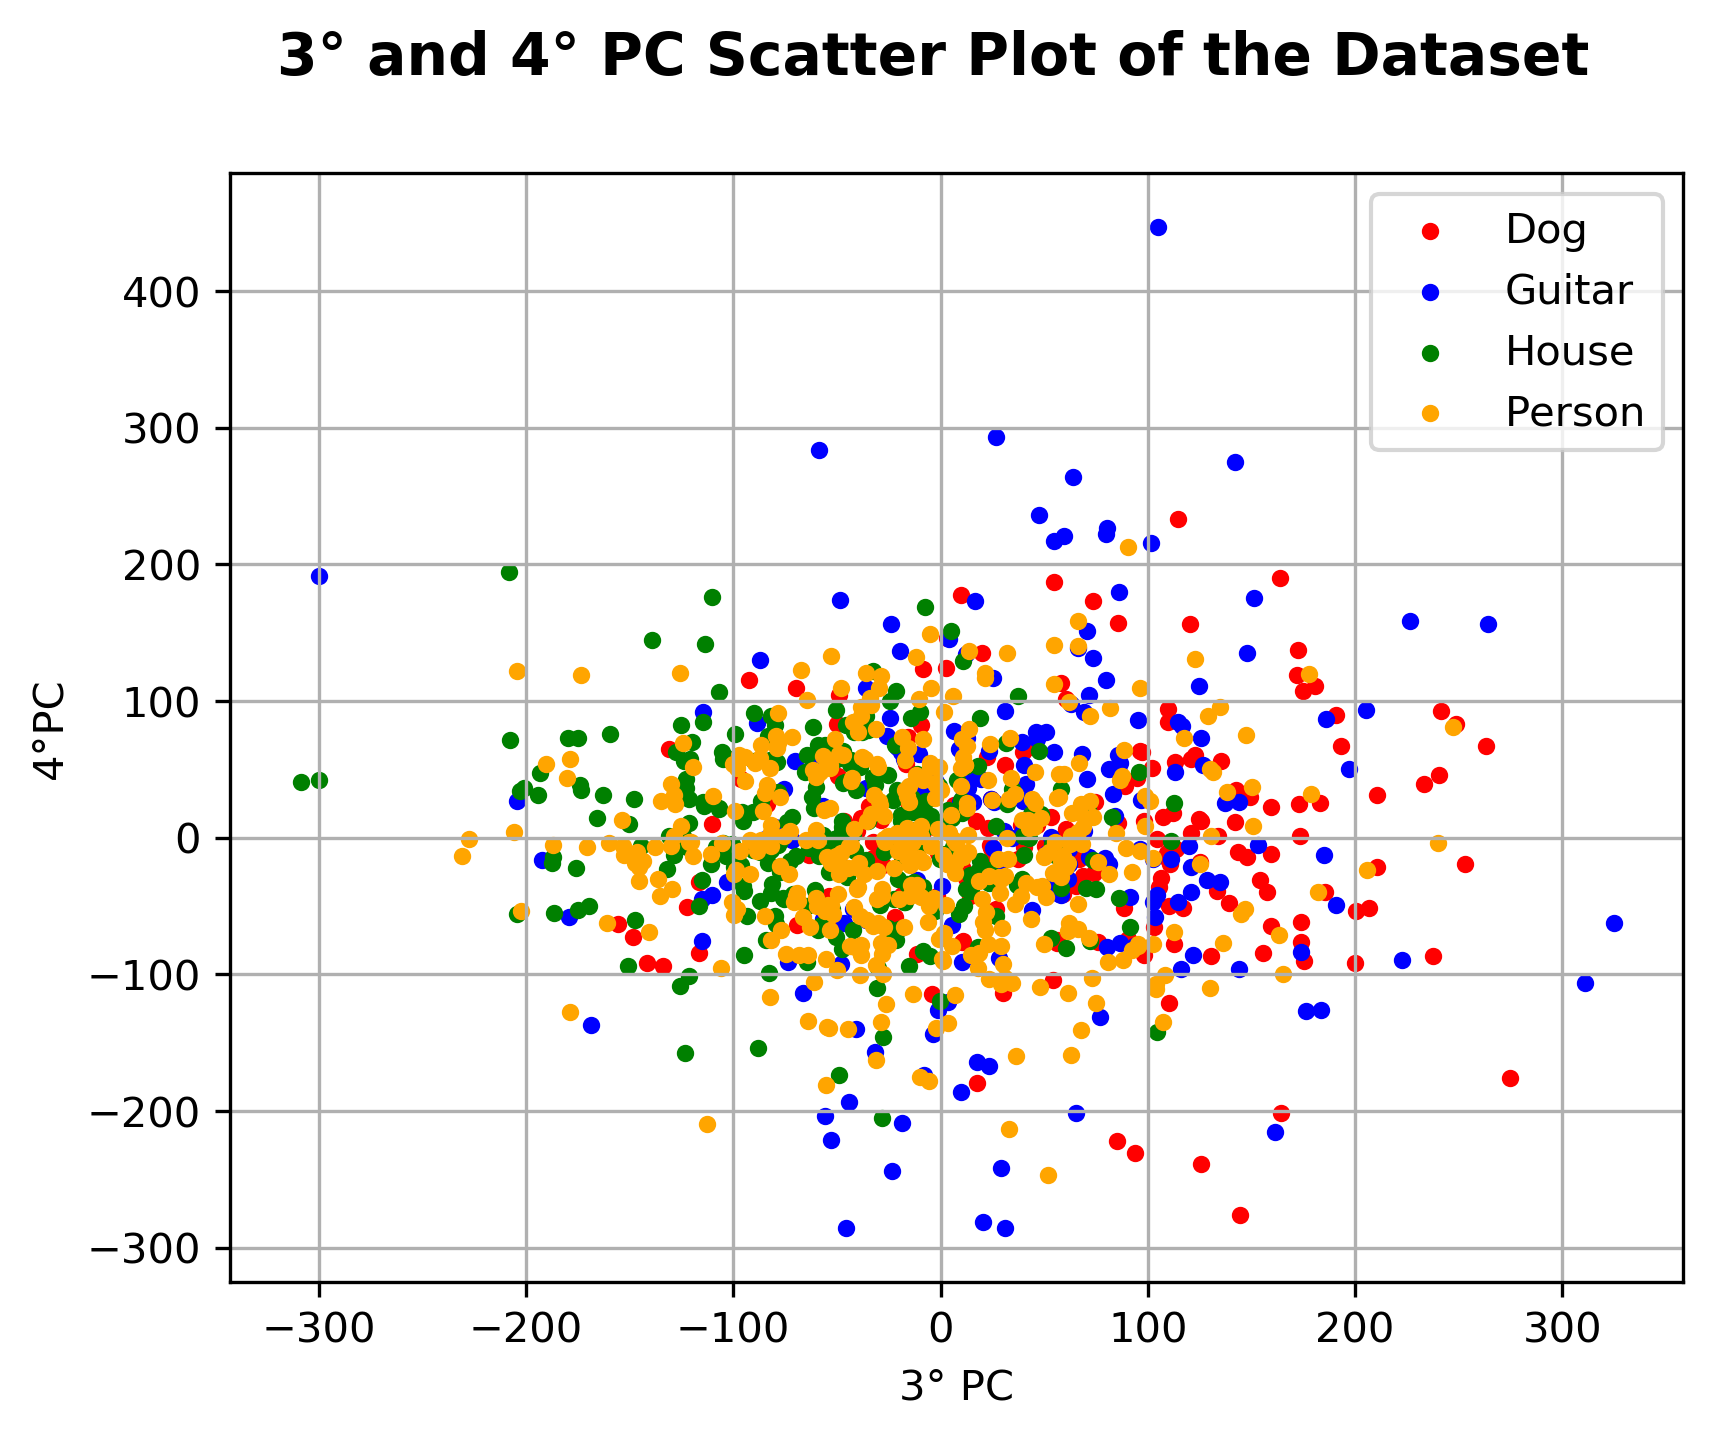 3° and 4° PC Scatter Plot of the Dataset
Dog
Guitar
House
Person
400
300
200
100
0
−100
−200
−300
4°PC
−300 −200 −100 0 100 200 300
3° PC